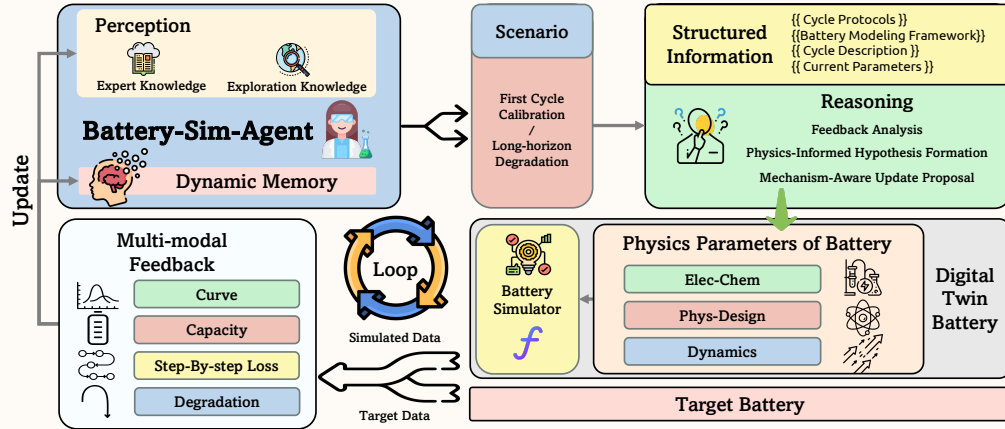 Update
Perception
Expert Knowledge
Exploration Knowledge
Battery-Sim-Agent
Dynamic Memory
Scenario
First Cycle
Calibration
/
Long-horizon
Degradation
Structured
Information
{{ Cycle Protocols }}
{{Battery Modeling Framework}}
{{ Cycle Description }}
{{ Current Parameters }}
Reasoning
Feedback Analysis
Physics-Informed Hypothesis Formation
Mechanism-Aware Update Proposal
Multi-modal
Feedback
Curve
Capacity
Step-By-step Loss
Degradation
Loop
Simulated Data
Target Data
Battery
Simulator
Physics Parameters of Battery
Elec-Chem
Phys-Design
Dynamics
Digital
Twin
Battery
Target Battery